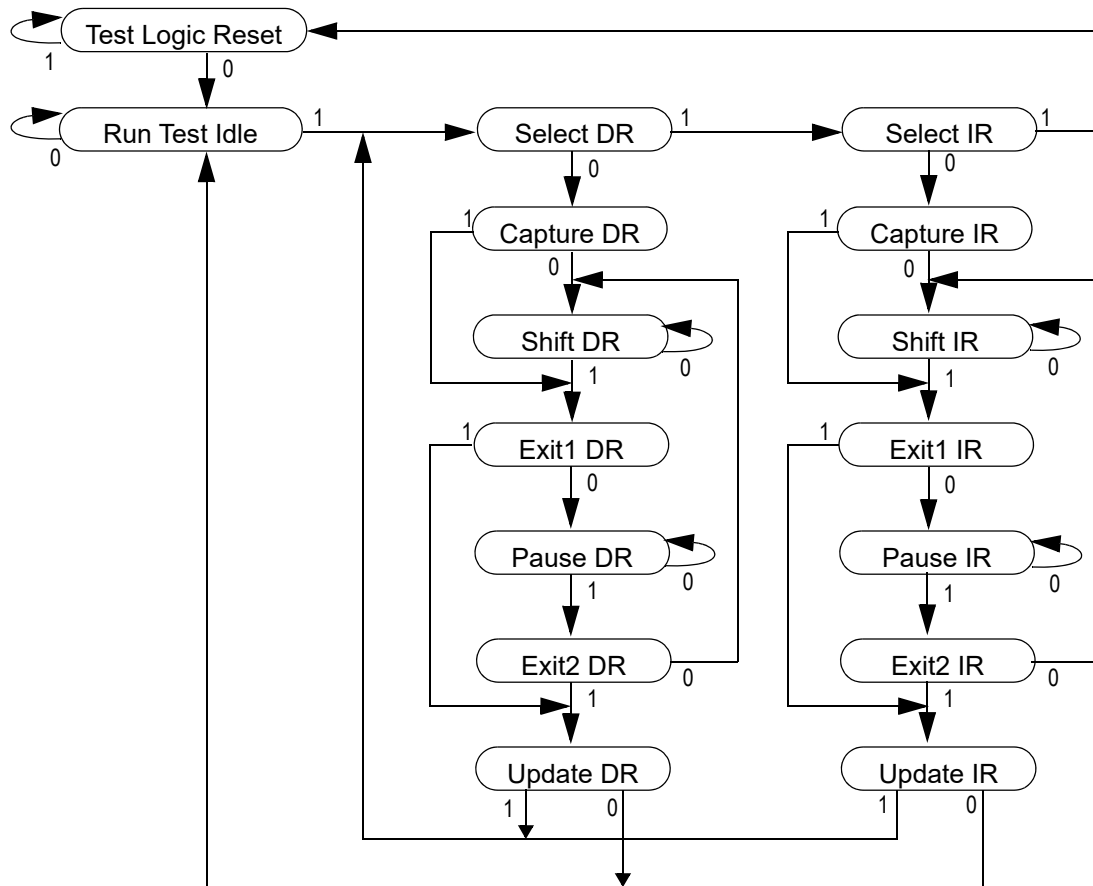 Test Logic Reset
1
0
Run Test Idle
1
0
Select DR
1
0
Select IR
1
0
1
Capture DR
0
1
Capture IR
0
Shift DR
0
1
Shift IR
0
1
1
Exit1 DR
0
1
Exit1 IR
0
Pause DR
0
1
Pause IR
0
1
Exit2 DR
0
1
Exit2 IR
0
1
Update DR
1
0
Update IR
1
0